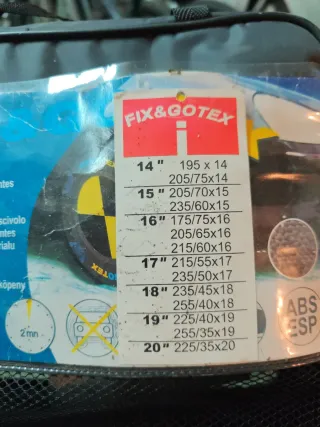 FIX&GOTEX
i
14" 195 x 14
205/75x14
15" 205/70x15
235/60x15
16" 175/75x16
205/65x16
215/60x16
17" 215/55x17
235/50x17
18" 235/45x18
255/40x18
19" 225/40x19
255/35x19
20" 225/35x20
2mn
ABS
ESP